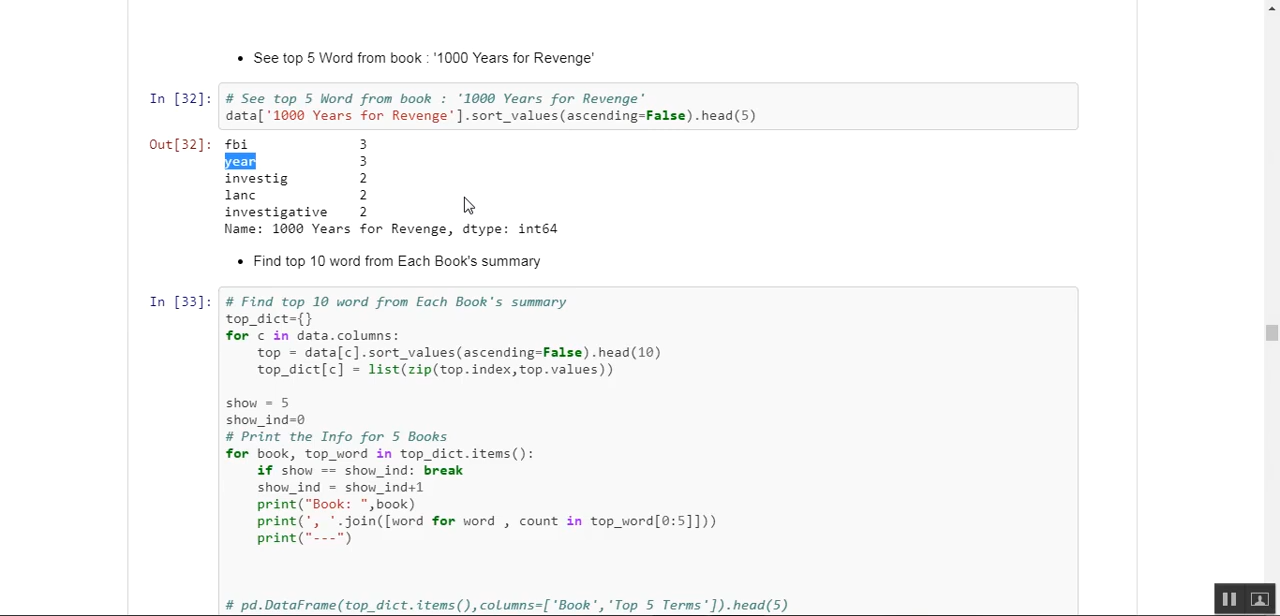 • See top 5 Word from book : '1000 Years for Revenge'
In [32]: # See top 5 Word from book : '1000 Years for Revenge'
data['1000 Years for Revenge'].sort_values(ascending=False).head(5)
Out[32]: fbi 3
year 3
investig 2
lanc 2
investigative 2
Name: 1000 Years for Revenge, dtype: int64
• Find top 10 word from Each Book's summary
In [33]: # Find top 10 word from Each Book's summary
top_dict={}
for c in data.columns:
    top = data[c].sort_values(ascending=False).head(10)
    top_dict[c] = list(zip(top.index,top.values))
show = 5
show_ind=0
# Print the Info for 5 Books
for book, top_word in top_dict.items():
    if show == show_ind: break
    show_ind = show_ind+1
    print("Book: ",book)
    print(', '.join([word for word , count in top_word[0:5]]))
    print("---")
# pd.DataFrame(top_dict.items(),columns=['Book','Top 5 Terms']).head(5)